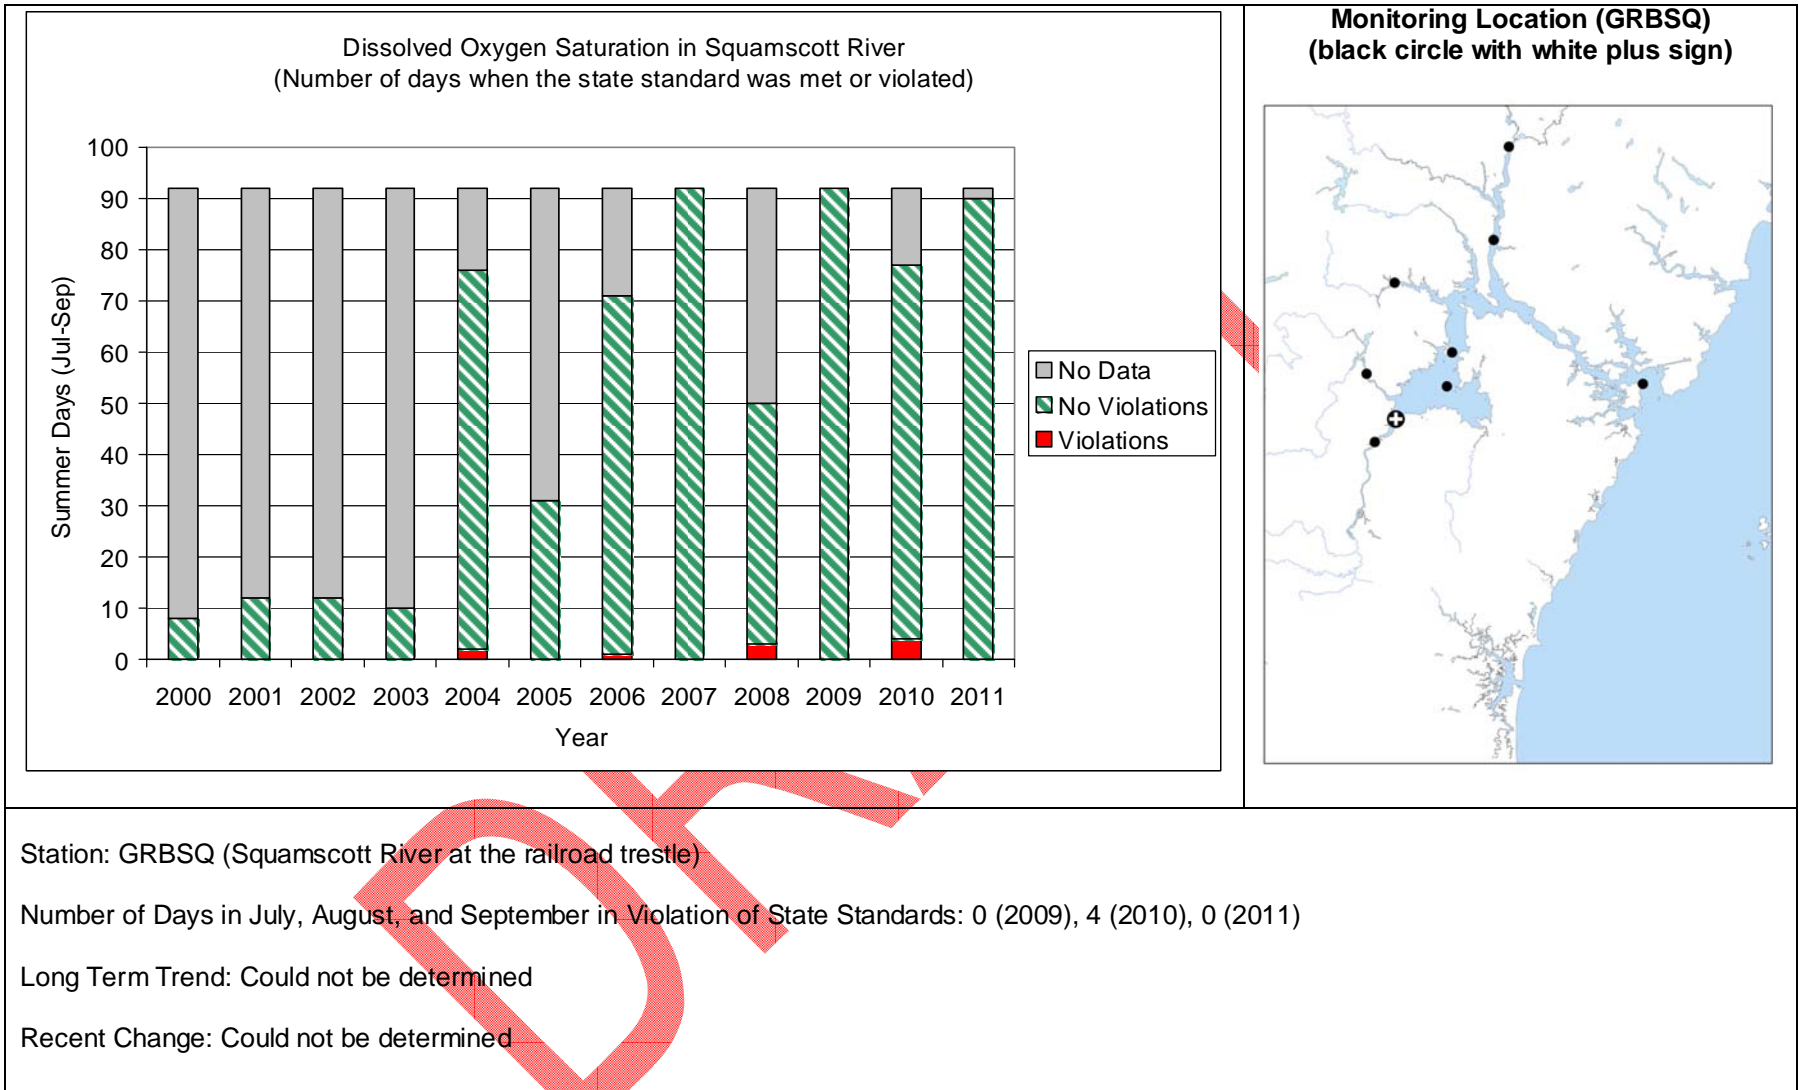 Dissolved Oxygen Saturation in Squamscott River
(Number of days when the state standard was met or violated)
100
90
80
70
60
50
40
30
20
10
0
Summer Days (Jul-Sep)
2000 2001 2002 2003 2004 2005 2006 2007 2008 2009 2010 2011
Year
No Data
No Violations
Violations
Monitoring Location (GRBSQ)
(black circle with white plus sign)
Station: GRBSQ (Squamscott River at the railroad trestle)
Number of Days in July, August, and September in Violation of State Standards: 0 (2009), 4 (2010), 0 (2011)
Long Term Trend: Could not be determined
Recent Change: Could not be determined